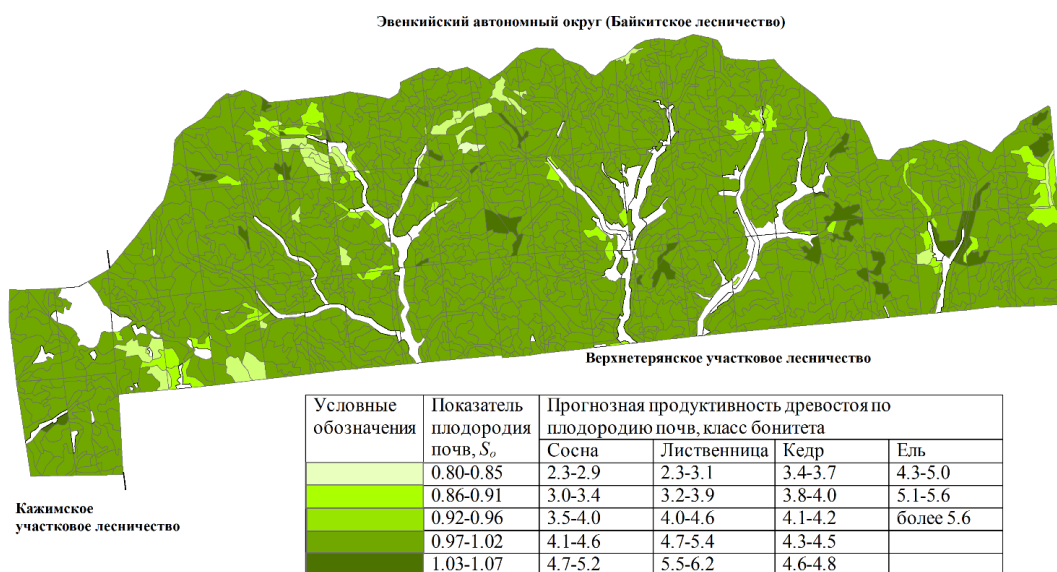 Эвенкийский автономный округ (Байкитское лесничество)
Верхнетерянское участковое лесничество
Кажимское
участковое лесничество
Условные
обозначения
Показатель
плодородия
почв, Sо
Прогнозная продуктивность древостоя по
плодородию почв, класс бонитета
Сосна Лиственница Кедр Ель
0.80-0.85 2.3-2.9 2.3-3.1 3.4-3.7 4.3-5.0
0.86-0.91 3.0-3.4 3.2-3.9 3.8-4.0 5.1-5.6
0.92-0.96 3.5-4.0 4.0-4.6 4.1-4.2 более 5.6
0.97-1.02 4.1-4.6 4.7-5.4 4.3-4.5
1.03-1.07 4.7-5.2 5.5-6.2 4.6-4.8